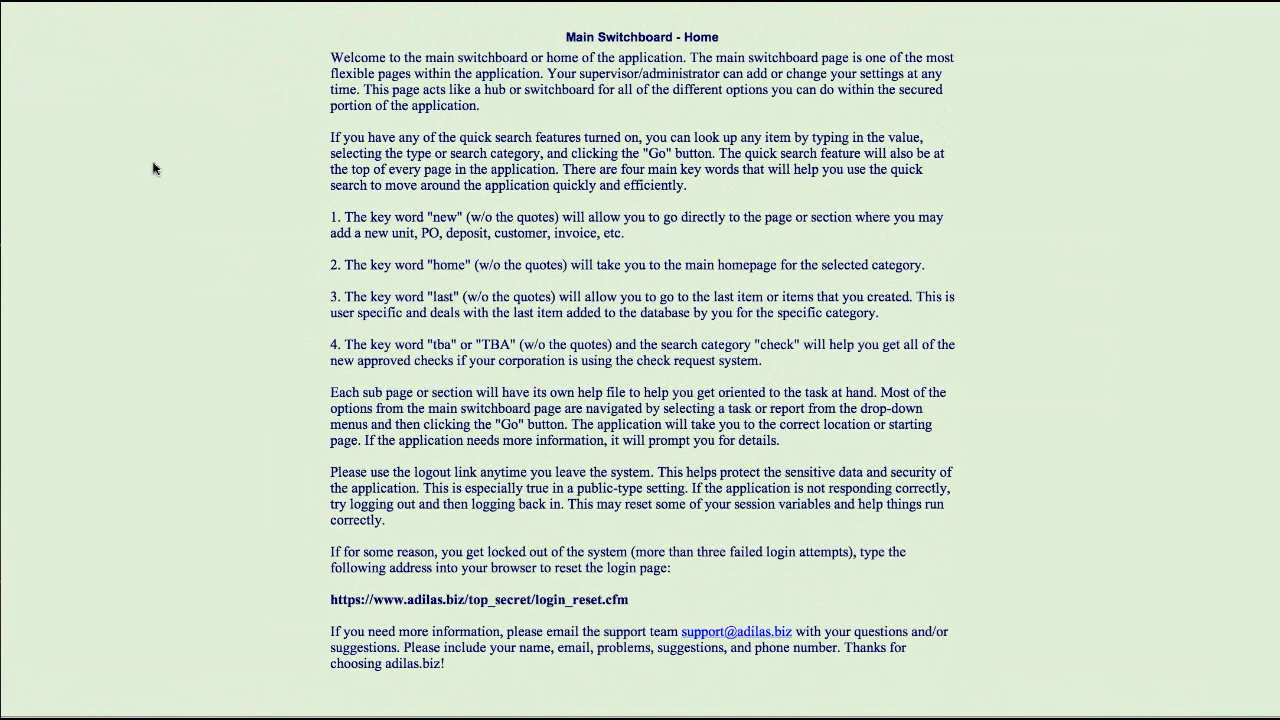 Main Switchboard - Home
Welcome to the main switchboard or home of the application. The main switchboard page is one of the most
flexible pages within the application. Your supervisor/administrator can add or change your settings at any
time. This page acts like a hub or switchboard for all of the different options you can do within the secured
portion of the application.
If you have any of the quick search features turned on, you can look up any item by typing in the value,
selecting the type or search category, and clicking the "Go" button. The quick search feature will also be at
the top of every page in the application. There are four main key words that will help you use the quick
search to move around the application quickly and efficiently.
1. The key word "new" (w/o the quotes) will allow you to go directly to the page or section where you may
add a new unit, PO, deposit, customer, invoice, etc.
2. The key word "home" (w/o the quotes) will take you to the main homepage for the selected category.
3. The key word "last" (w/o the quotes) will allow you to go to the last item or items that you created. This is
user specific and deals with the last item added to the database by you for the specific category.
4. The key word "tba" or "TBA" (w/o the quotes) and the search category "check" will help you get all of the
new approved checks if your corporation is using the check request system.
Each sub page or section will have its own help file to help you get oriented to the task at hand. Most of the
options from the main switchboard page are navigated by selecting a task or report from the drop-down
menus and then clicking the "Go" button. The application will take you to the correct location or starting
page. If the application needs more information, it will prompt you for details.
Please use the logout link anytime you leave the system. This helps protect the sensitive data and security of
the application. This is especially true in a public-type setting. If the application is not responding correctly,
try logging out and then logging back in. This may reset some of your session variables and help things run
correctly.
If for some reason, you get locked out of the system (more than three failed login attempts), type the
following address into your browser to reset the login page:
https://www.adilas.biz/top_secret/login_reset.cfm
If you need more information, please email the support team support@adilas.biz with your questions and/or
suggestions. Please include your name, email, problems, suggestions, and phone number. Thanks for
choosing adilas.biz!